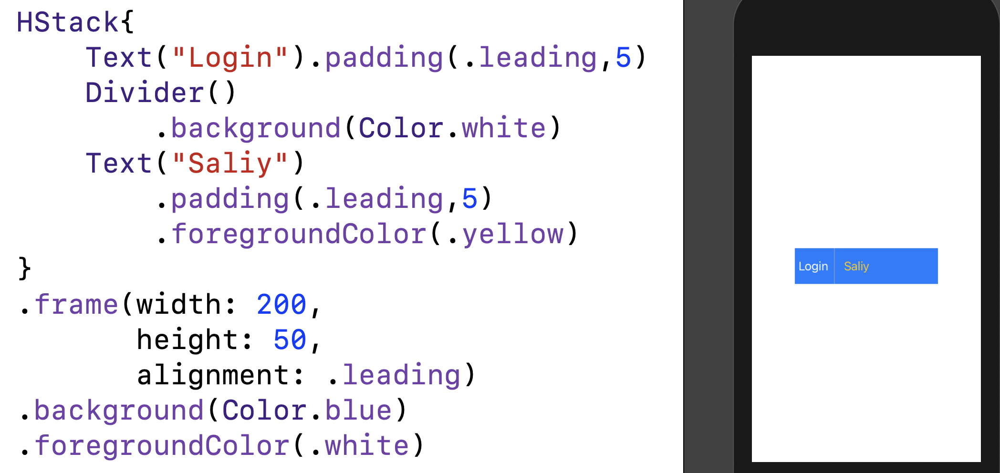 HStack{
    Text("Login").padding(.leading,5)
    Divider()
        .background(Color.white)
    Text("Saliy")
        .padding(.leading,5)
        .foregroundColor(.yellow)
}
.frame(width: 200,
       height: 50,
       alignment: .leading)
.background(Color.blue)
.foregroundColor(.white)
Login Saliy